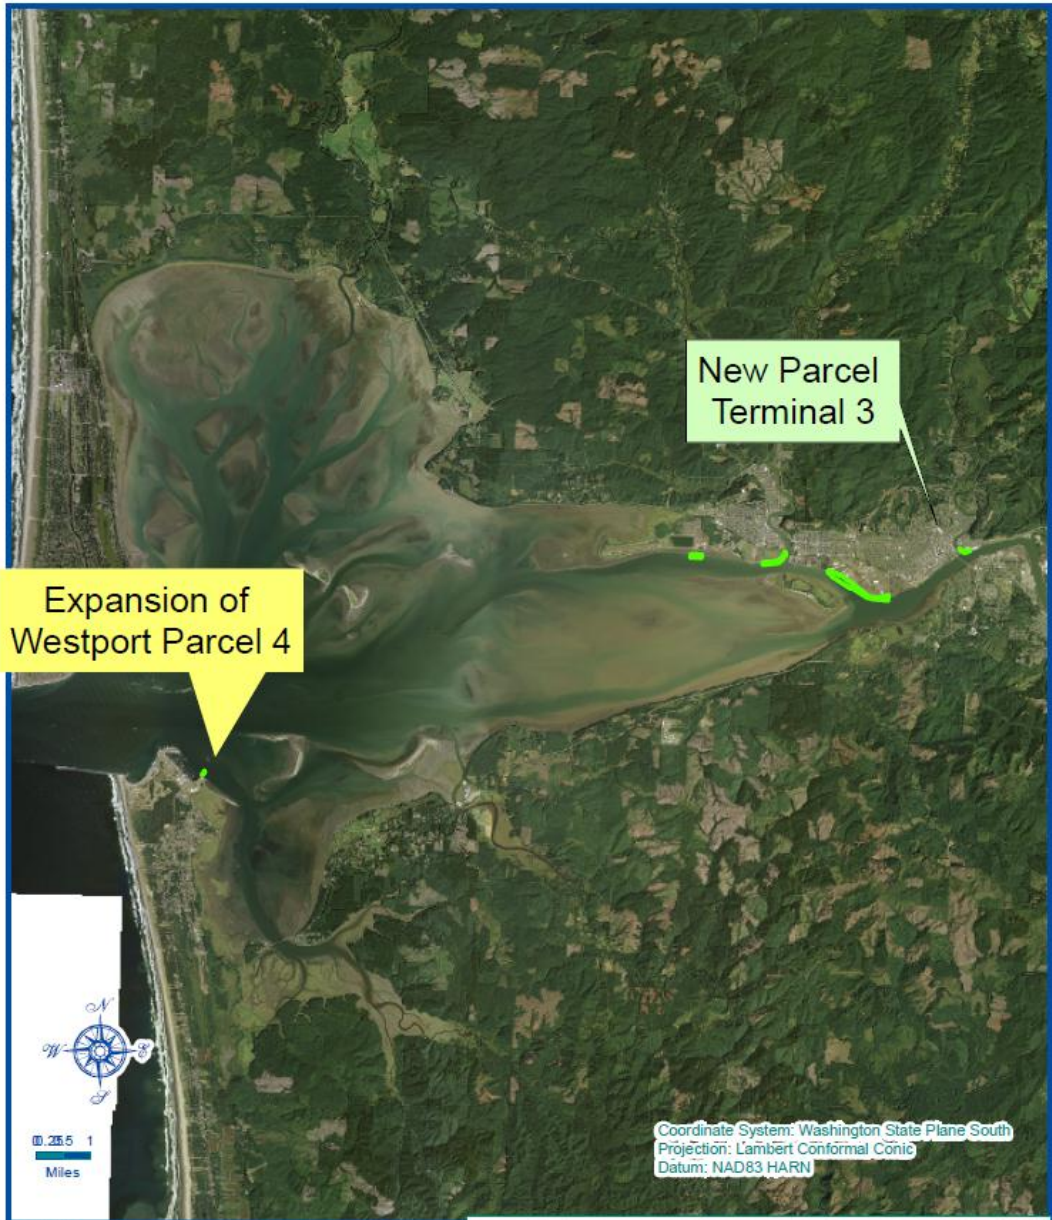 New Parcel
Terminal 3
Expansion of
Westport Parcel 4
N
W
E
S
1
Miles
Coordinate System: Washington State Plane South
Projection: Lambert Conformal Conic
Datum: NAD83 HARN